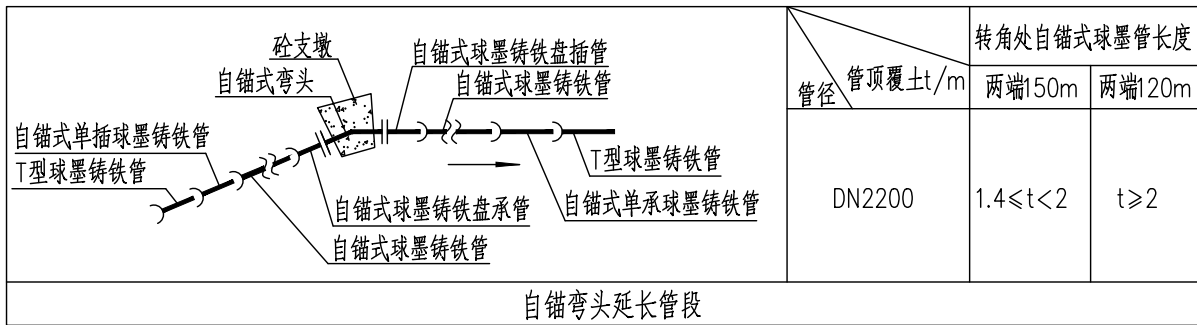 砼支墩
自锚式弯头
自锚式球墨铸铁盘插管
自锚式球墨铸铁管
自锚式单插球墨铸铁管
T型球墨铸铁管
T型球墨铸铁管
自锚式单承球墨铸铁管
自锚式球墨铸铁盘承管
自锚式球墨铸铁管
管径 管顶覆土t/m
转角处自锚式球墨管长度
两端150m 两端120m
DN2200 1.4≤t<2 t≥2
自锚弯头延长管段